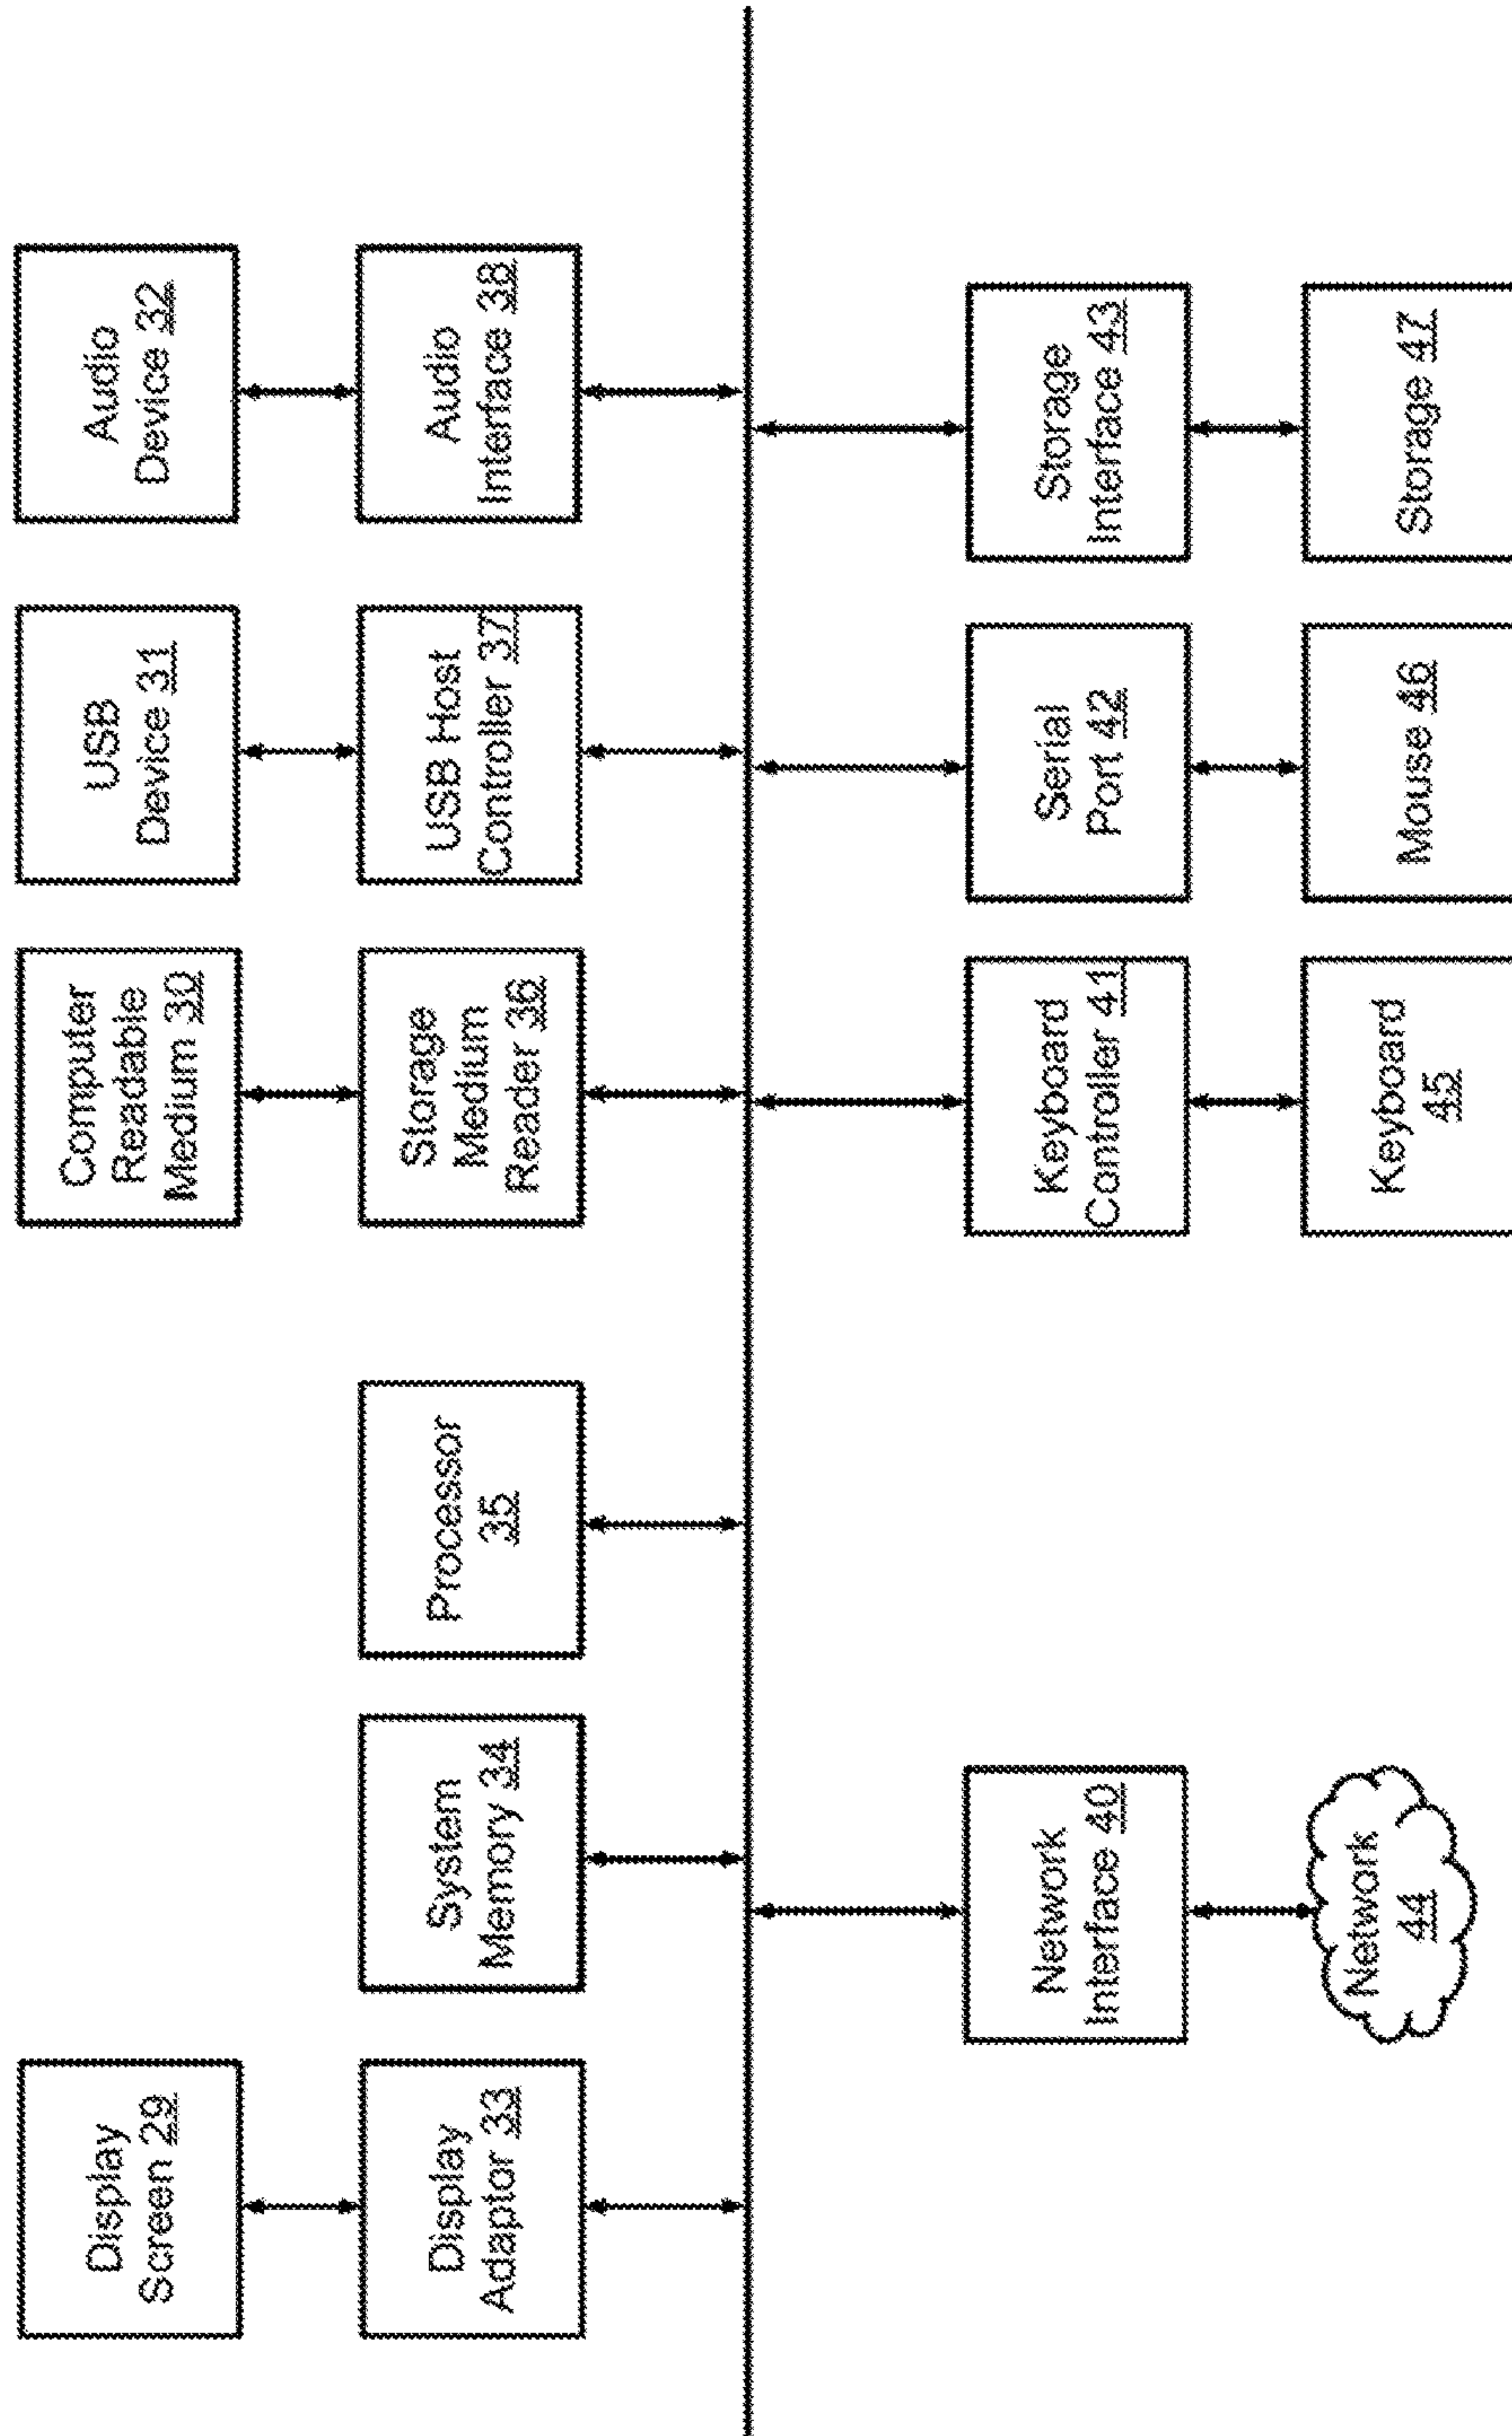 Display
Screen 29
Computer
Readable
Medium 30
USB
Device 31
Audio
Device 32
Display
Adaptor 33
System
Memory 34
Processor
35
Storage
Medium
Reader 36
USB Host
Controller 37
Audio
Interface 38
Network
Interface 40
Keyboard
Controller 41
Serial
Port 42
Storage
Interface 43
Network
44
Keyboard
45
Mouse 46
Storage 47